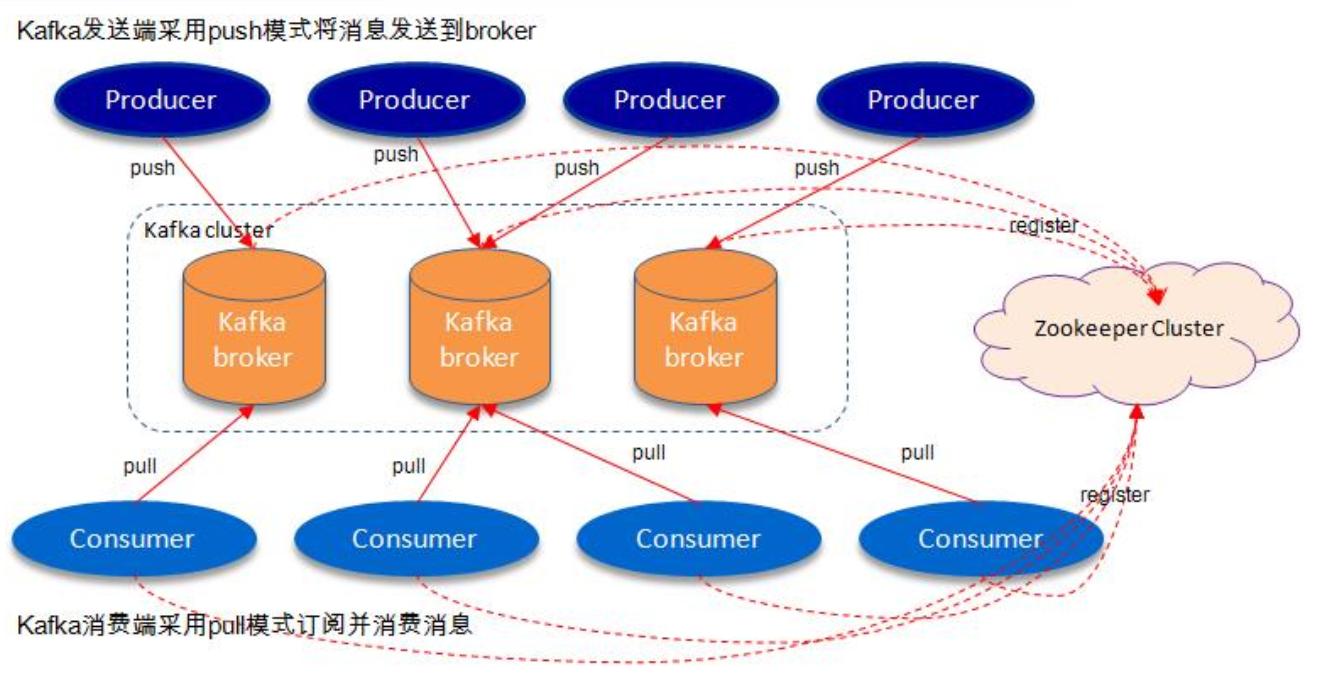 Kafka发送端采用push模式将消息发送到broker
Producer
Producer
Producer
Producer
push
push
push
push
Kafka cluster
register
Kafka
broker
Kafka
broker
Kafka
broker
Zookeeper Cluster
pull
pull
pull
pull
register
Consumer
Consumer
Consumer
Consumer
Kafka消费端采用pull模式订阅并消费消息